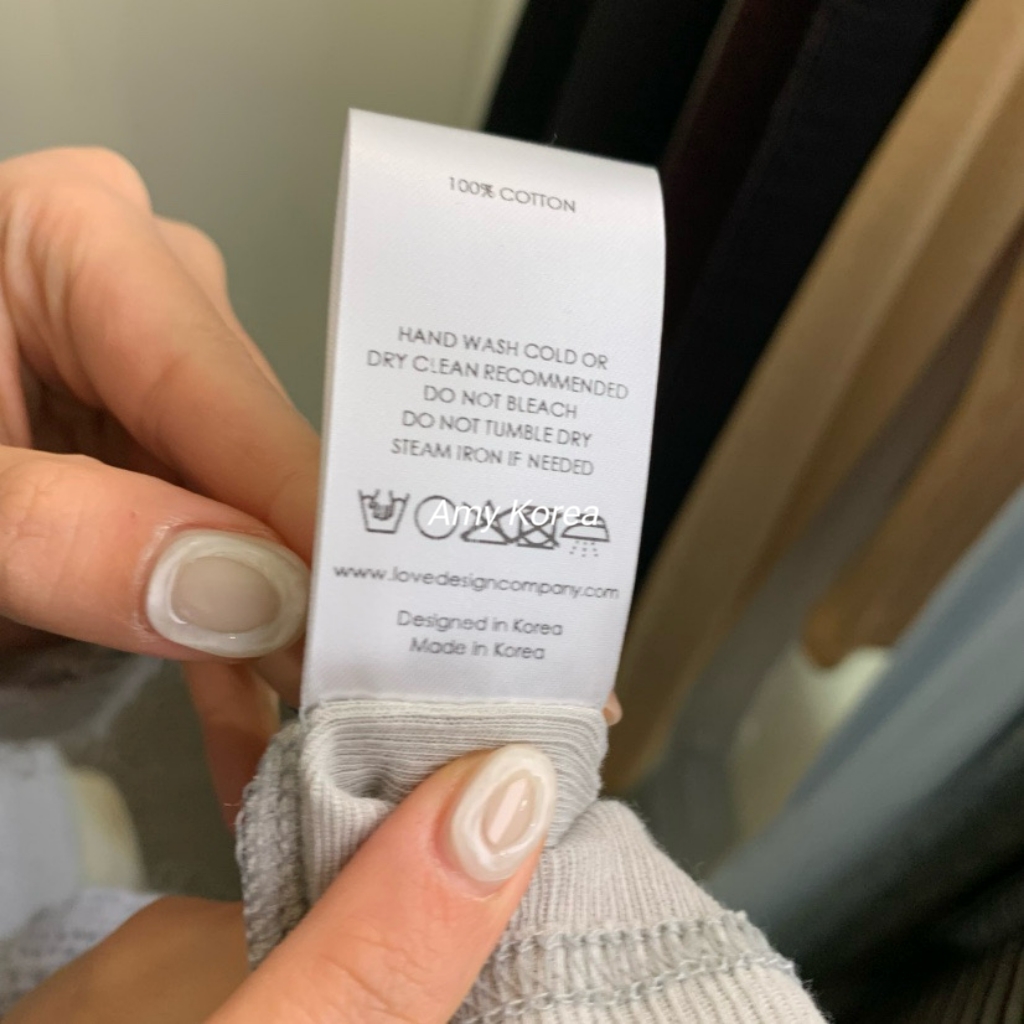 100% COTTON
HAND WASH COLD OR
DRY CLEAN RECOMMENDED
DO NOT BLEACH
DO NOT TUMBLE DRY
STEAM IRON IF NEEDED
Amy Korea
www.lovedesigncompany.com
Designed in Korea
Made in Korea